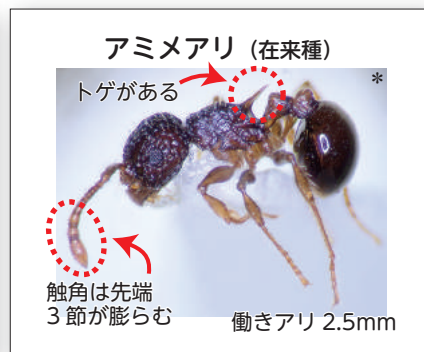 アミメアリ（在来種）
トゲがある
*
触角は先端
3 節が膨らむ
働きアリ 2.5mm